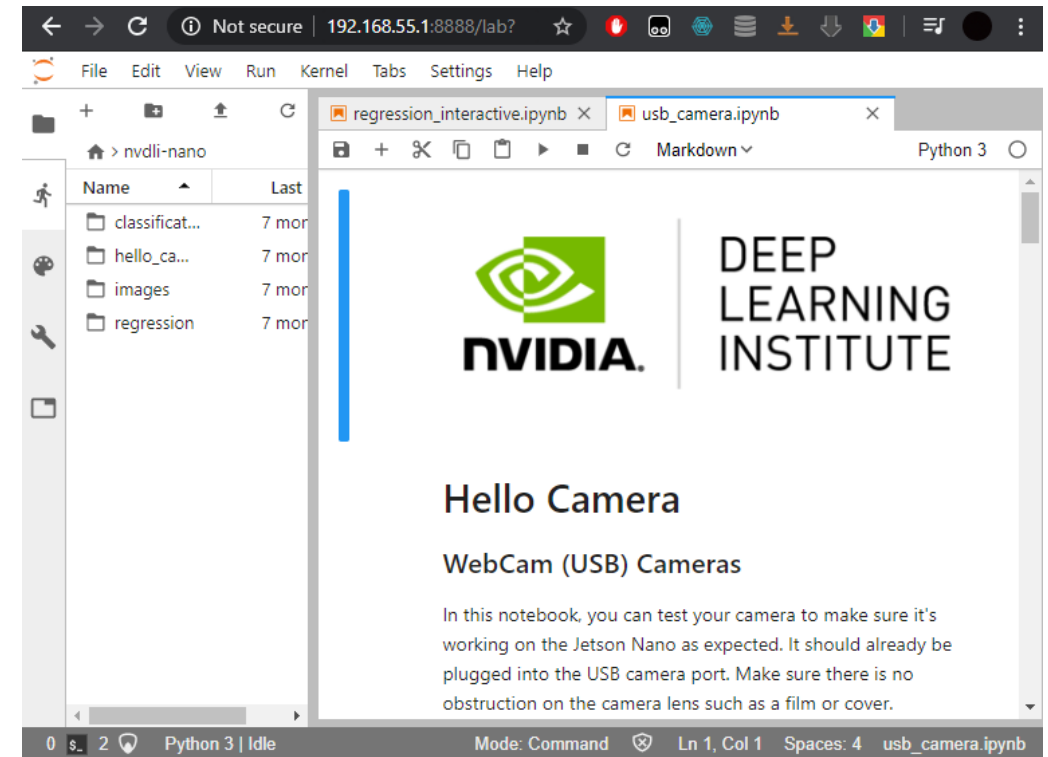 Not secure | 192.168.55.1:8888/lab?
File Edit View Run Kernel Tabs Settings Help
regression_interactive.ipynb
usb_camera.ipynb
> nvdli-nano
Markdown
Python 3
Name Last
classificat... 7 mor
hello_ca... 7 mor
images 7 mor
regression 7 mor
NVIDIA.
DEEP
LEARNING
INSTITUTE
Hello Camera
WebCam (USB) Cameras
In this notebook, you can test your camera to make sure it's
working on the Jetson Nano as expected. It should already be
plugged into the USB camera port. Make sure there is no
obstruction on the camera lens such as a film or cover.
0 $_ 2 Python 3 | Idle Mode: Command Ln 1, Col 1 Spaces: 4 usb_camera.ipynb